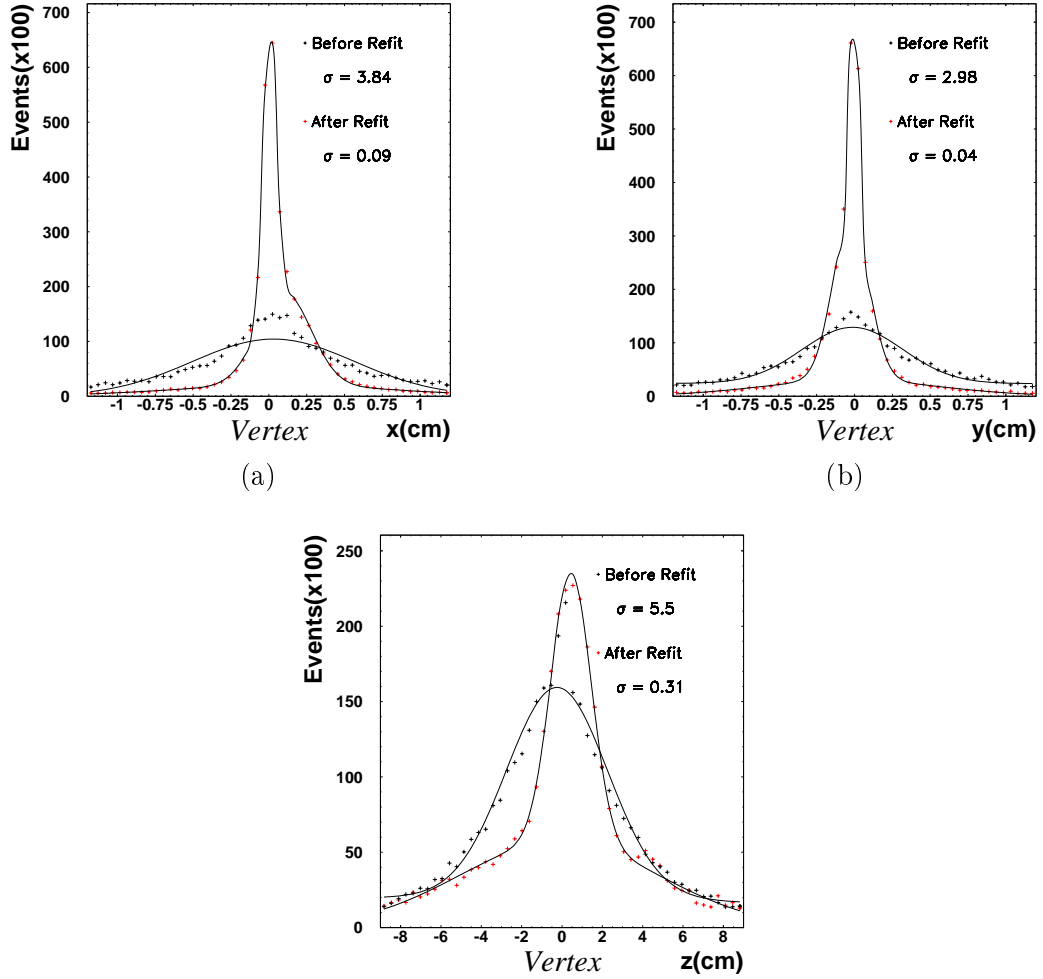 Events(x100)
700
600
500
400
300
200
100
0
Before Refit
σ = 3.84
After Refit
σ = 0.09
-1 -0.75 -0.5 -0.25 0 0.25 0.5 0.75 1
Vertex x(cm)
(a)
Events(x100)
700
600
500
400
300
200
100
0
Before Refit
σ = 2.98
After Refit
σ = 0.04
-1 -0.75 -0.5 -0.25 0 0.25 0.5 0.75 1
Vertex y(cm)
(b)
Events(x100)
250
200
150
100
50
0
Before Refit
σ = 5.5
After Refit
σ = 0.31
-8 -6 -4 -2 0 2 4 6 8
Vertex z(cm)